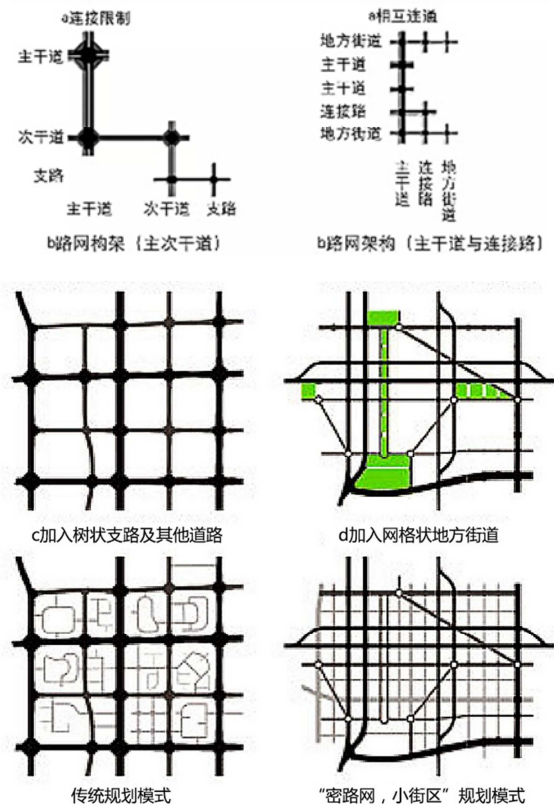 a连接限制
主干道
次干道
支路
主干道 次干道 支路
b路网构架（主次干道）
a相互连通
地方街道
主干道
主干道
连接路
地方街道
主干道
连接路
地方街道
b路网架构（主干道与连接路）
c加入树状支路及其他道路
d加入网格状地方街道
传统规划模式
“密路网，小街区”规划模式